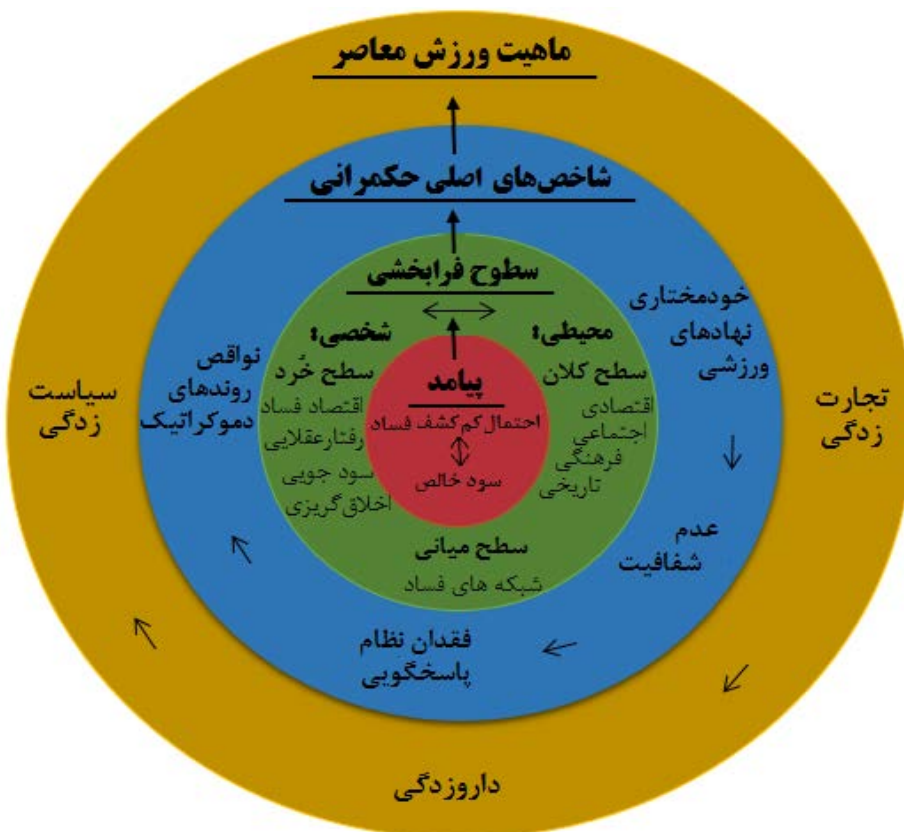 ماهیت ورزش معاصر
شاخص‌های اصلی حکمرانی
سطوح فرابخشی
محیطی:
سطح کلان
اقتصادی
اجتماعی
فرهنگی
تاریخی
شخصی:
سطح خُرد
اقتصاد فساد
رفتارعقلایی
سود جویی
اخلاق‌گریزی
پیامد
احتمال کم کشف فساد
سود خالص
سطح میانی
شبکه های فساد
خودمختاری
نهادهای
ورزشی
عدم
شفافیت
فقدان نظام
پاسخگویی
نواقص
روندهای
دموکراتیک
تجارت
زدگی
داروزدگی
سیاست
زدگی